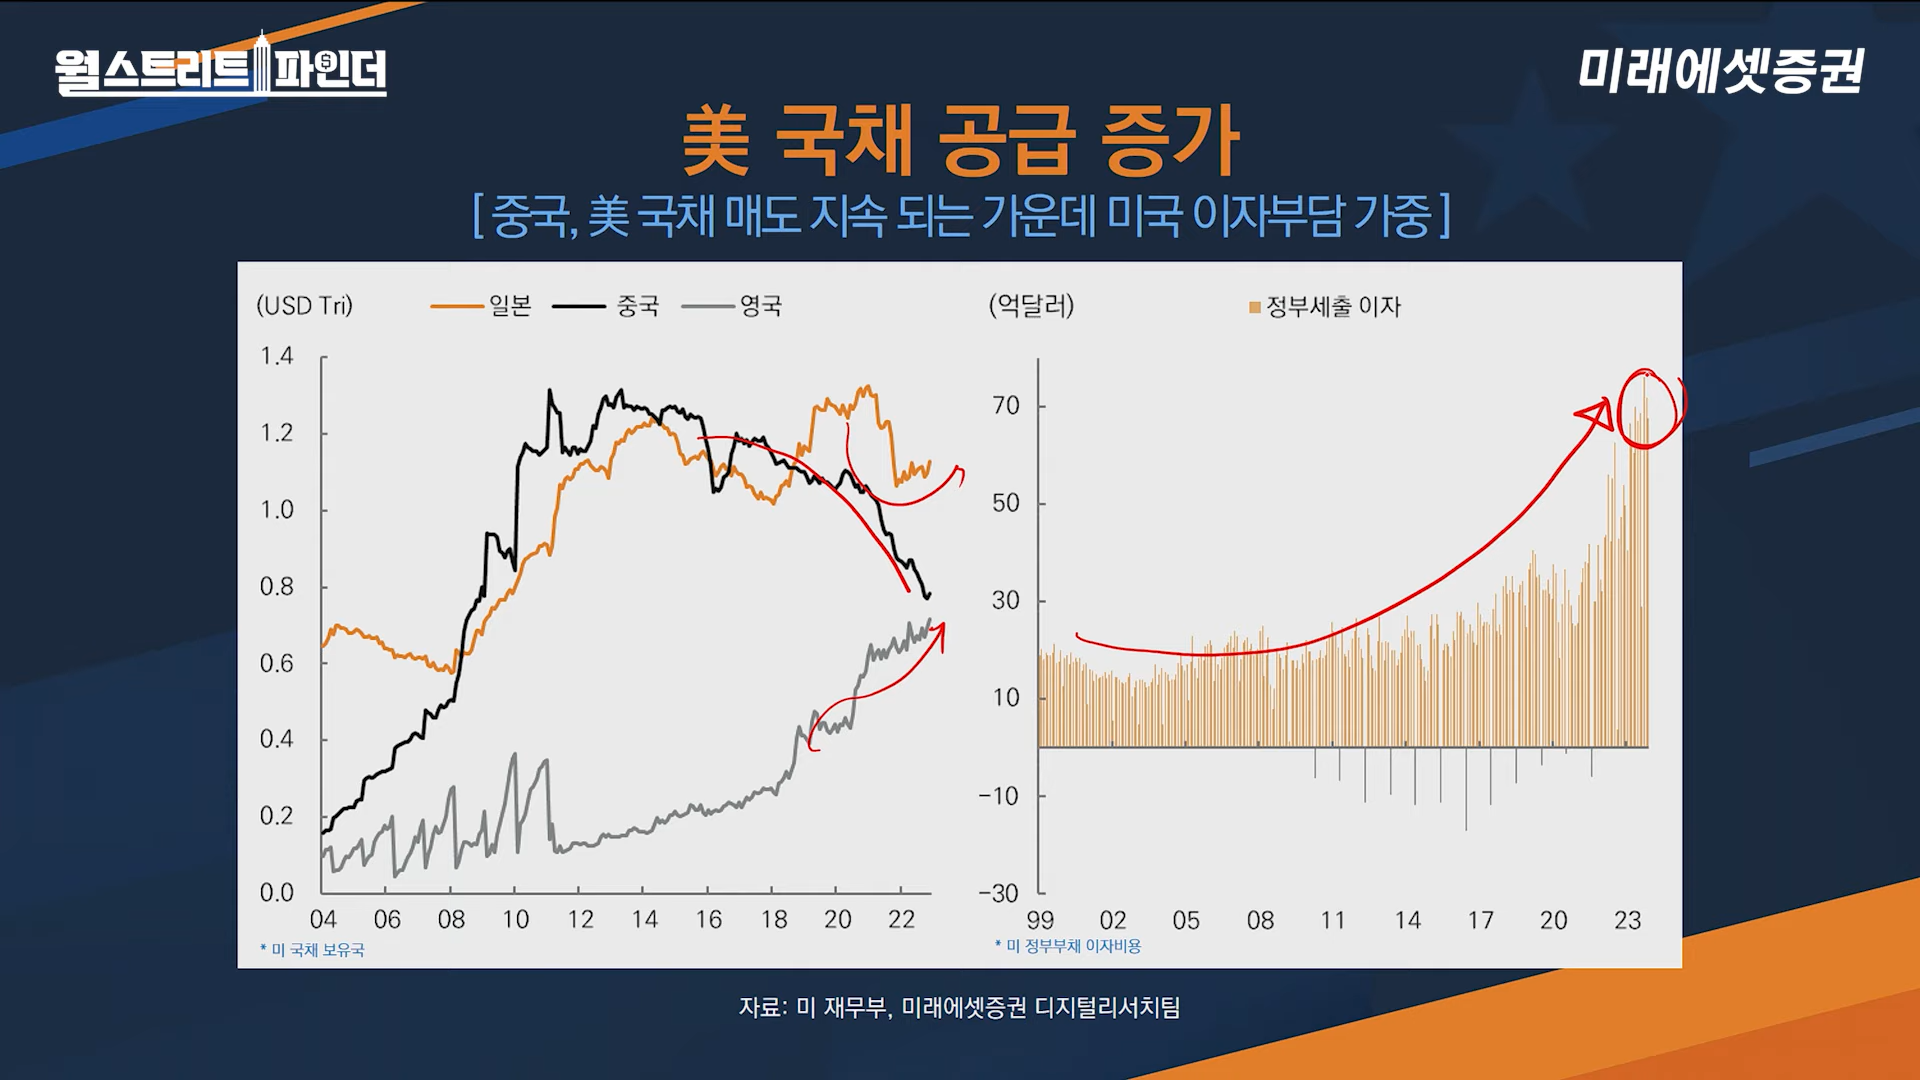 월스트리트 파인더
미래에셋증권
美 국채 공급 증가
[ 중국, 美 국채 매도 지속 되는 가운데 미국 이자부담 가중 ]
(USD Tri) 일본 중국 영국
1.4
1.2
1.0
0.8
0.6
0.4
0.2
0.0
04 06 08 10 12 14 16 18 20 22
* 미 국채 보유국
(억달러) 정부세출 이자
70
50
30
10
-10
-30
99 02 05 08 11 14 17 20 23
* 미 정부부채 이자비용
자료: 미 재무부, 미래에셋증권 디지털리서치팀